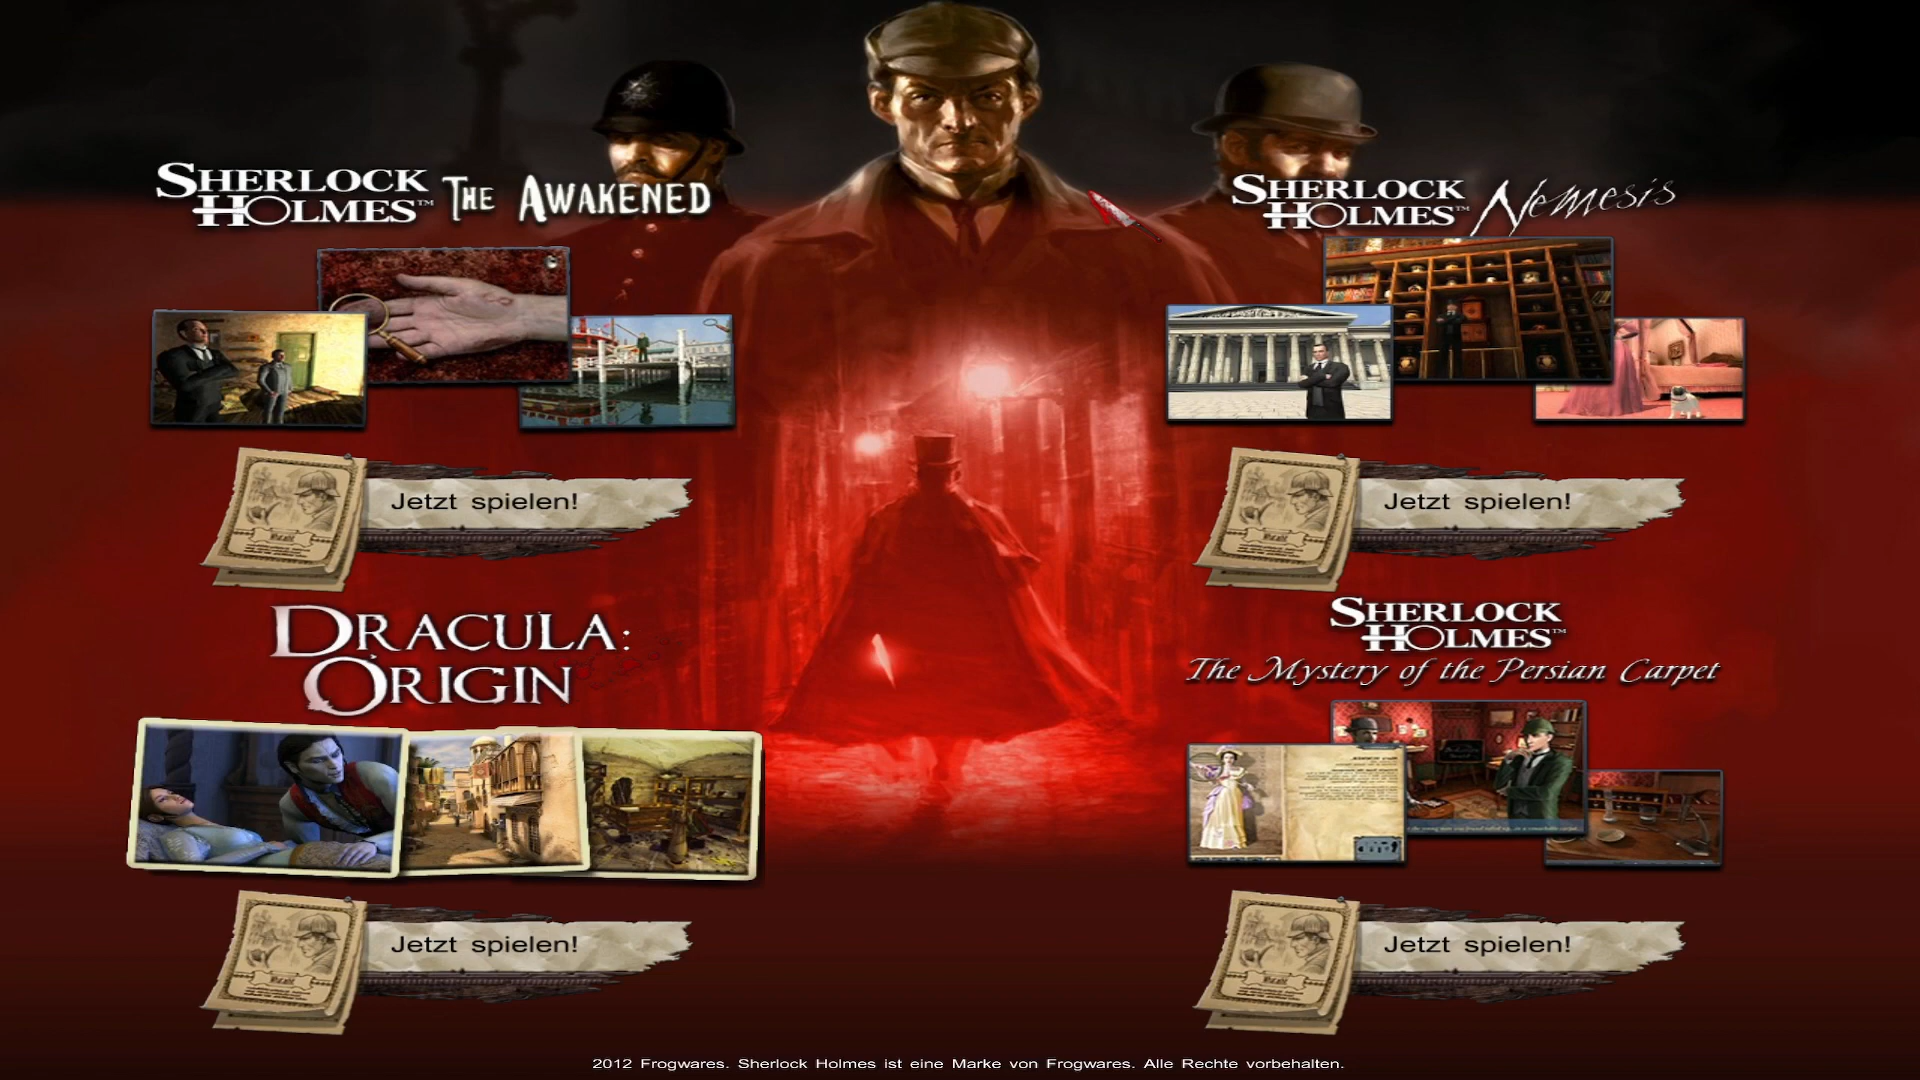 SHERLOCK
HOLMES™ THE AWAKENED
Jetzt spielen!
SHERLOCK
HOLMES™ Nemesis
Jetzt spielen!
DRACULA:
ORIGIN
Jetzt spielen!
SHERLOCK
HOLMES™
The Mystery of the Persian Carpet
Jetzt spielen!
2012 Frogwares. Sherlock Holmes ist eine Marke von Frogwares. Alle Rechte vorbehalten.